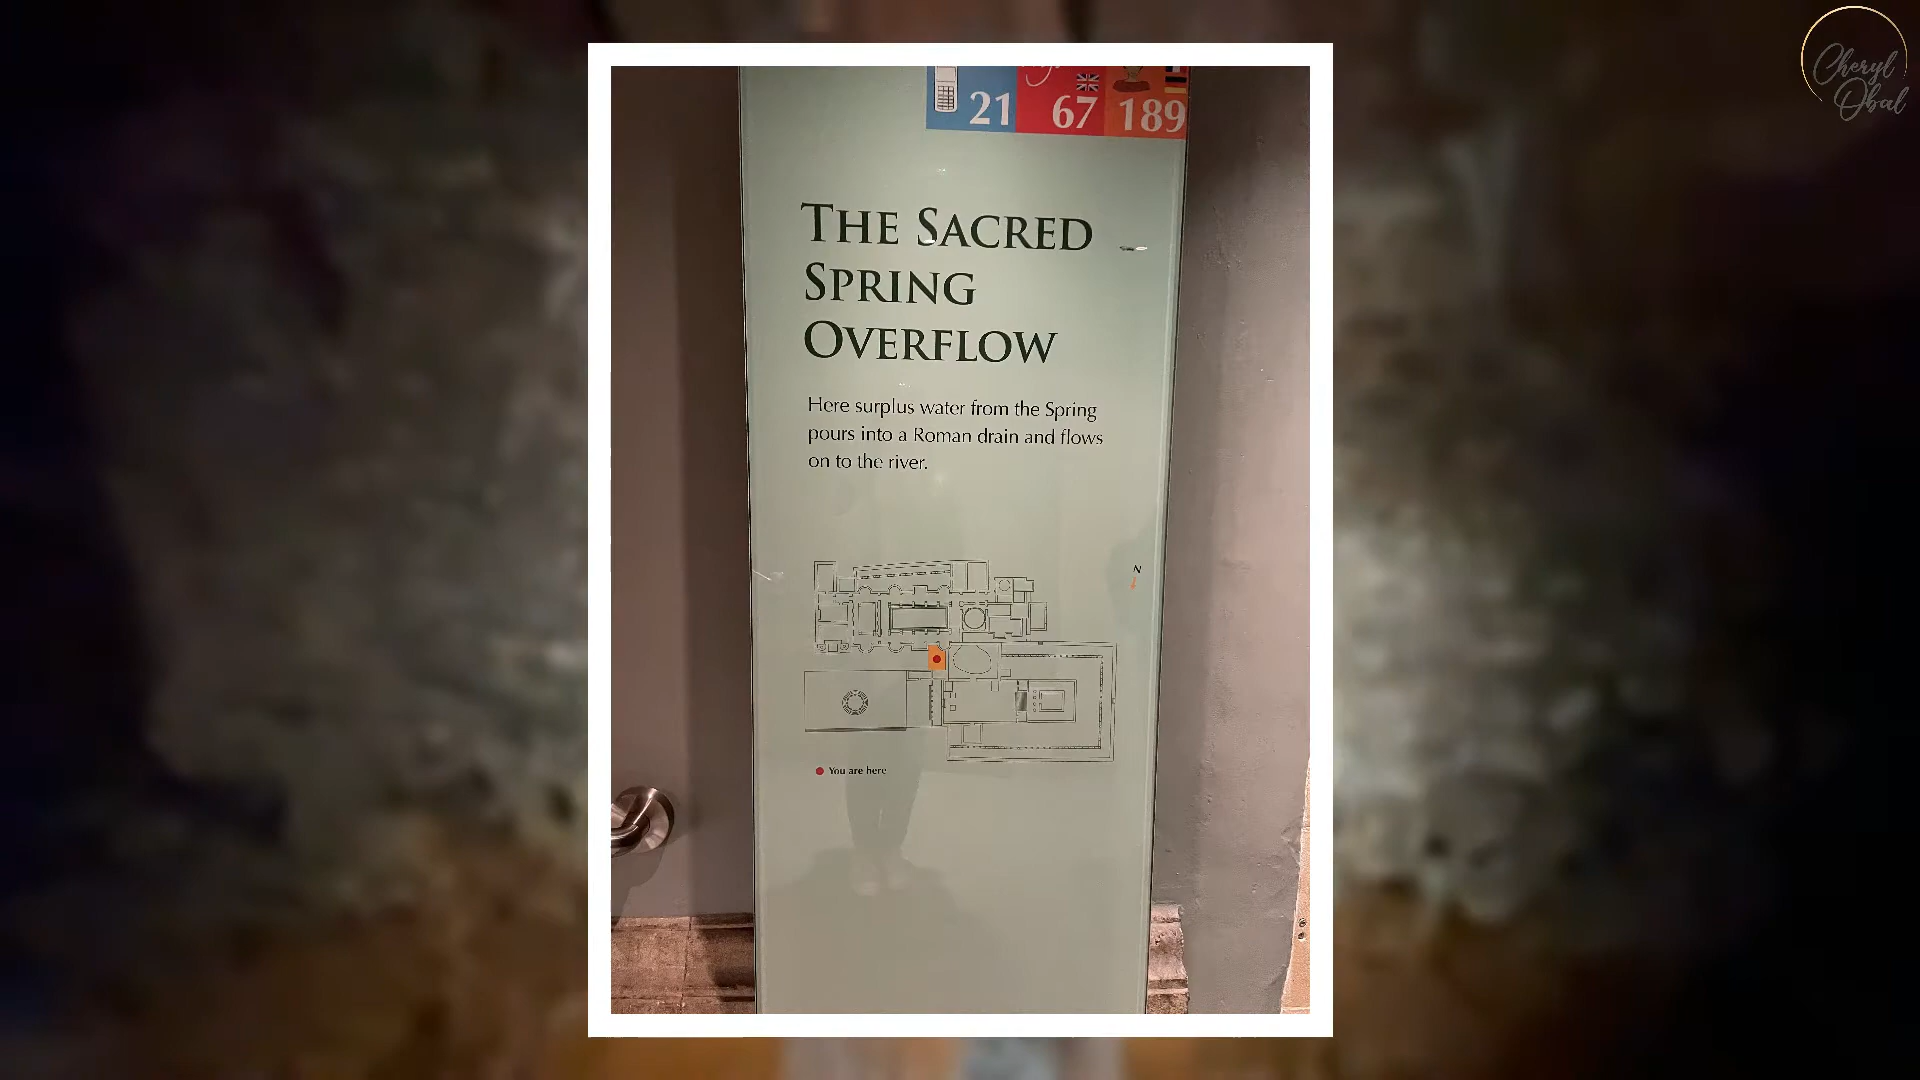 Cheryl
Obal
21 67 189
THE SACRED
SPRING
OVERFLOW
Here surplus water from the Spring
pours into a Roman drain and flows
on to the river.
N
You are here